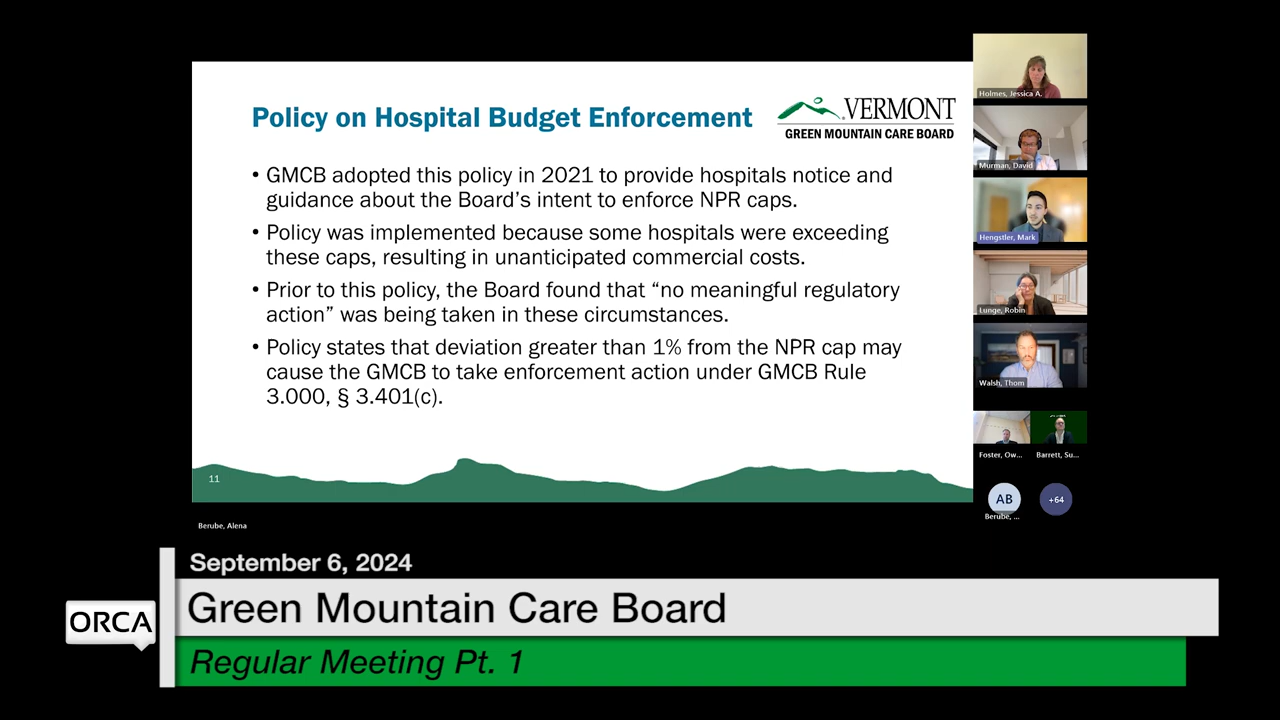 Policy on Hospital Budget Enforcement
VERMONT
GREEN MOUNTAIN CARE BOARD
• GMCB adopted this policy in 2021 to provide hospitals notice and
guidance about the Board’s intent to enforce NPR caps.
• Policy was implemented because some hospitals were exceeding
these caps, resulting in unanticipated commercial costs.
• Prior to this policy, the Board found that “no meaningful regulatory
action” was being taken in these circumstances.
• Policy states that deviation greater than 1% from the NPR cap may
cause the GMCB to take enforcement action under GMCB Rule
3.000, § 3.401(c).
11
Berube, Alena
Holmes, Jessica A.
Murman, David
Hengstler, Mark
Lunge, Robin
Walsh, Thom
Foster, Ow...
Barrett, Su...
AB
+64
Berube, ...
September 6, 2024
ORCA
Green Mountain Care Board
Regular Meeting Pt. 1